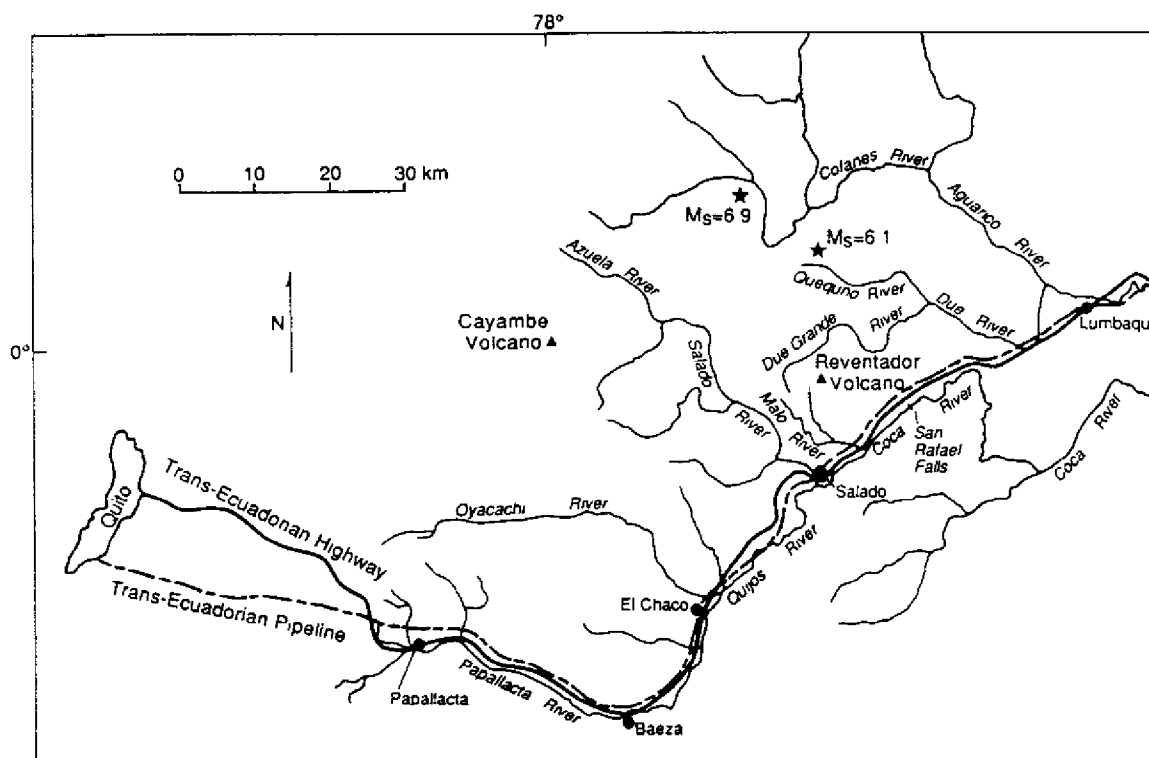 78°
0 10 20 30 km
Colanes River
Aguarico River
Ms=6 9
Ms=6 1
Azuela River
Quequno River
Due River
N
Cayambe
Volcano
Due Grande River
Lumbaqu
0°
Reventador
Volcano
Salado River
Malo River
Coca River
San
Rafael
Falls
Coca River
Salado
Quito
Trans-Ecuadorian Highway
Oyacachi River
Quijos River
El Chaco
Trans-Ecuadorian Pipeline
Papallacta
Papallacta River
Baeza